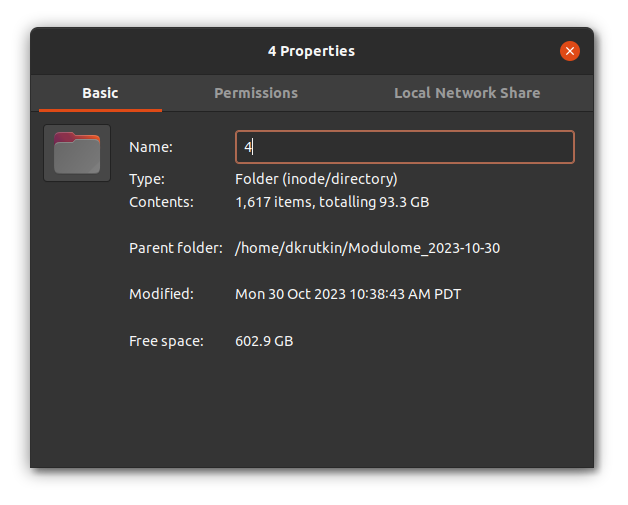 4 Properties
Basic Permissions Local Network Share
Name: 4
Type: Folder (inode/directory)
Contents: 1,617 items, totalling 93.3 GB
Parent folder: /home/dkrutkin/Modulome_2023-10-30
Modified: Mon 30 Oct 2023 10:38:43 AM PDT
Free space: 602.9 GB